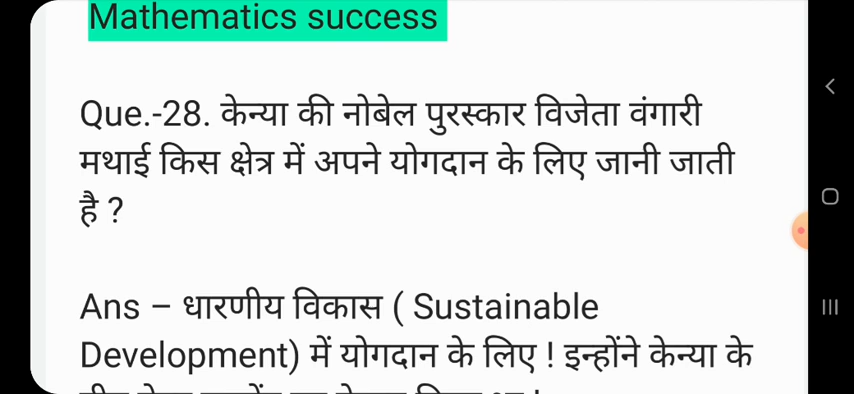 Mathematics success
Que.-28. केन्या की नोबेल पुरस्कार विजेता वंगारी
मथाई किस क्षेत्र में अपने योगदान के लिए जानी जाती
है ?
Ans – धारणीय विकास ( Sustainable
Development) में योगदान के लिए ! इन्होंने केन्या के